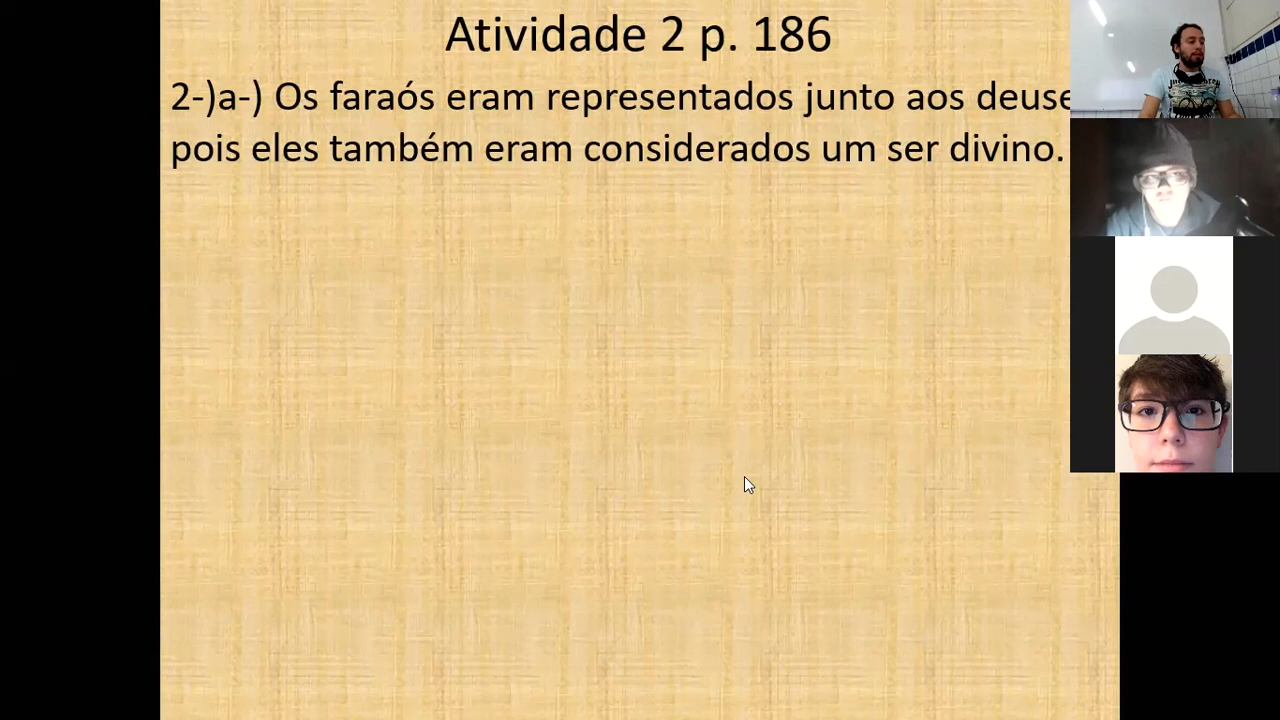 Atividade 2 p. 186
2-)a-) Os faraós eram representados junto aos deuse
pois eles também eram considerados um ser divino.